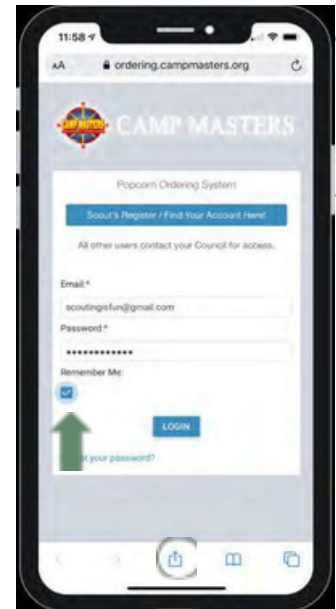 11:58
AA ordering.campmasters.org
CAMP MASTERS
CAMP MASTERS
Popcorn Ordering System
Scout's Register / Find Your Account Here!
All other users contact your Council for access.
Email *
scoutingisfun@gmail.com
Password *
Remember Me:
LOGIN
your password?